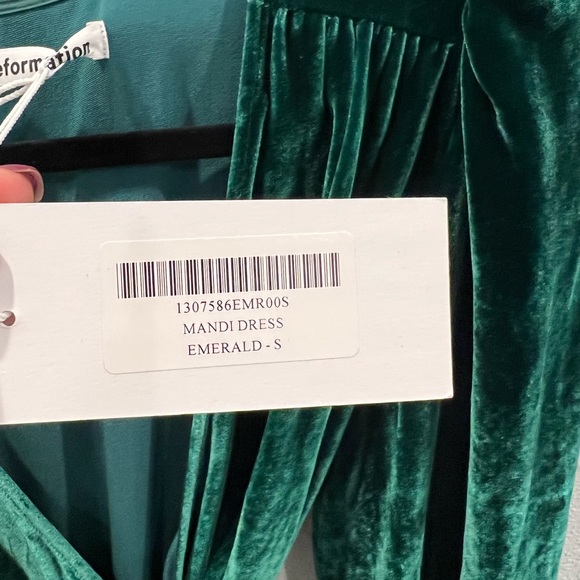 eformation
1307586EMR00S
MANDI DRESS
EMERALD - S